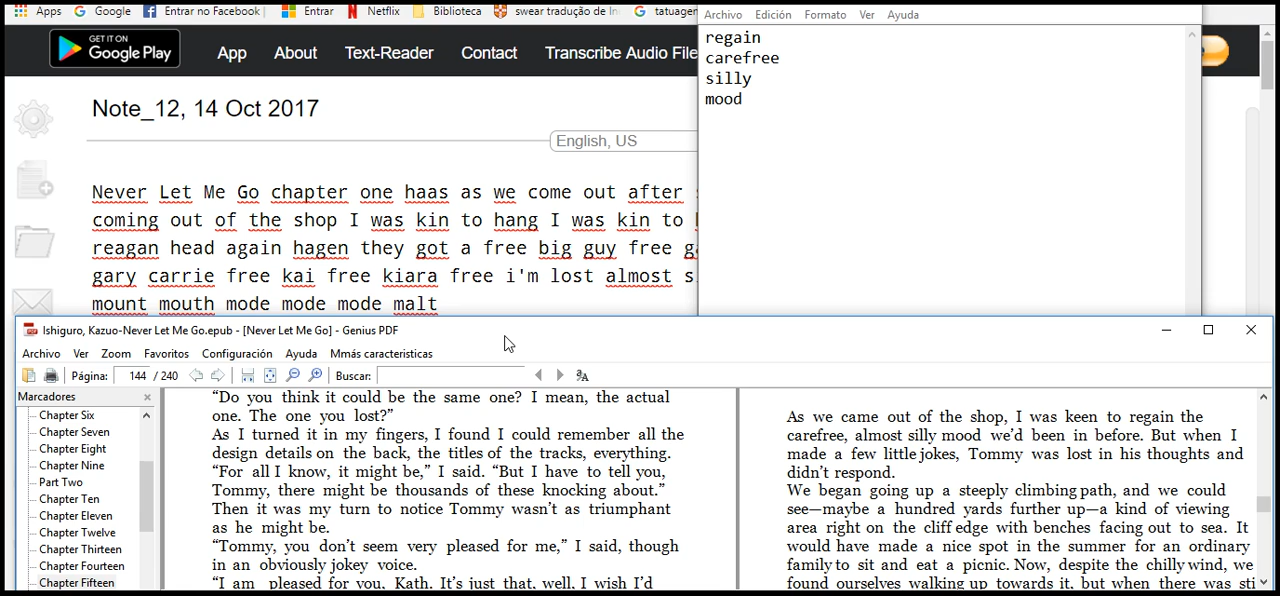 Apps Google Entrar no Facebook Entrar Netflix Biblioteca swear tradução de In tatuagen
GET IT ON
Google Play
App About Text-Reader Contact Transcribe Audio File
Note_12, 14 Oct 2017
English, US
Never Let Me Go chapter one haas as we come out after
coming out of the shop I was kin to hang I was kin to
reagan head again hagen they got a free big guy free
gary carrie free kai free kiara free i'm lost almost
mount mouth mode mode mode malt
Archivo Edición Formato Ver Ayuda
regain
carefree
silly
mood
Ishiguro, Kazuo-Never Let Me Go.epub - [Never Let Me Go] - Genius PDF
Archivo Ver Zoom Favoritos Configuración Ayuda Mmás caracteristicas
Página: 144 / 240 Buscar:
Marcadores
Chapter Six
Chapter Seven
Chapter Eight
Chapter Nine
Part Two
Chapter Ten
Chapter Eleven
Chapter Twelve
Chapter Thirteen
Chapter Fourteen
Chapter Fifteen
“Do you think it could be the same one? I mean, the actual
one. The one you lost?”
As I turned it in my fingers, I found I could remember all the
design details on the back, the titles of the tracks, everything.
“For all I know, it might be,” I said. “But I have to tell you,
Tommy, there might be thousands of these knocking about.”
Then it was my turn to notice Tommy wasn’t as triumphant
as he might be.
“Tommy, you don’t seem very pleased for me,” I said, though
in an obviously jokey voice.
“I am pleased for you, Kath. It’s just that, well, I wish I’d
As we came out of the shop, I was keen to regain the
carefree, almost silly mood we’d been in before. But when I
made a few little jokes, Tommy was lost in his thoughts and
didn’t respond.
We began going up a steeply climbing path, and we could
see—maybe a hundred yards further up—a kind of viewing
area right on the cliff edge with benches facing out to sea. It
would have made a nice spot in the summer for an ordinary
family to sit and eat a picnic. Now, despite the chilly wind, we
found ourselves walking up towards it, but when there was sti